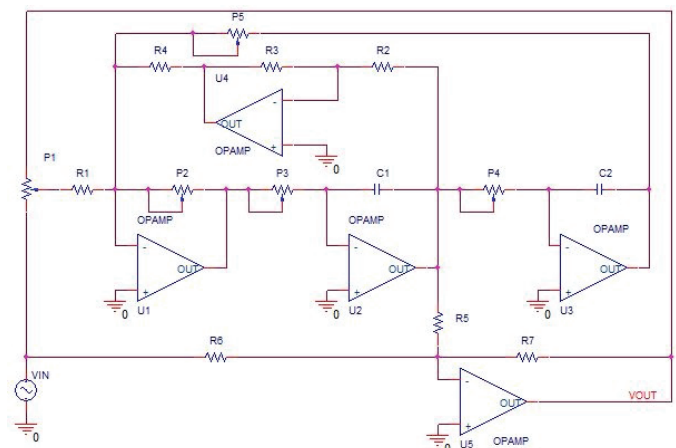 P5
R4 R3 R2
U4
- OUT
OPAMP
+
0
P1
R1 P2 P3 C1 P4 C2
OPAMP OPAMP OPAMP
- - -
OUT OUT OUT
+ + +
0 U1 0 U2 0 U3
R5
R6 R7
VIN
-
OUT VOUT
+
0 0 U5 OPAMP